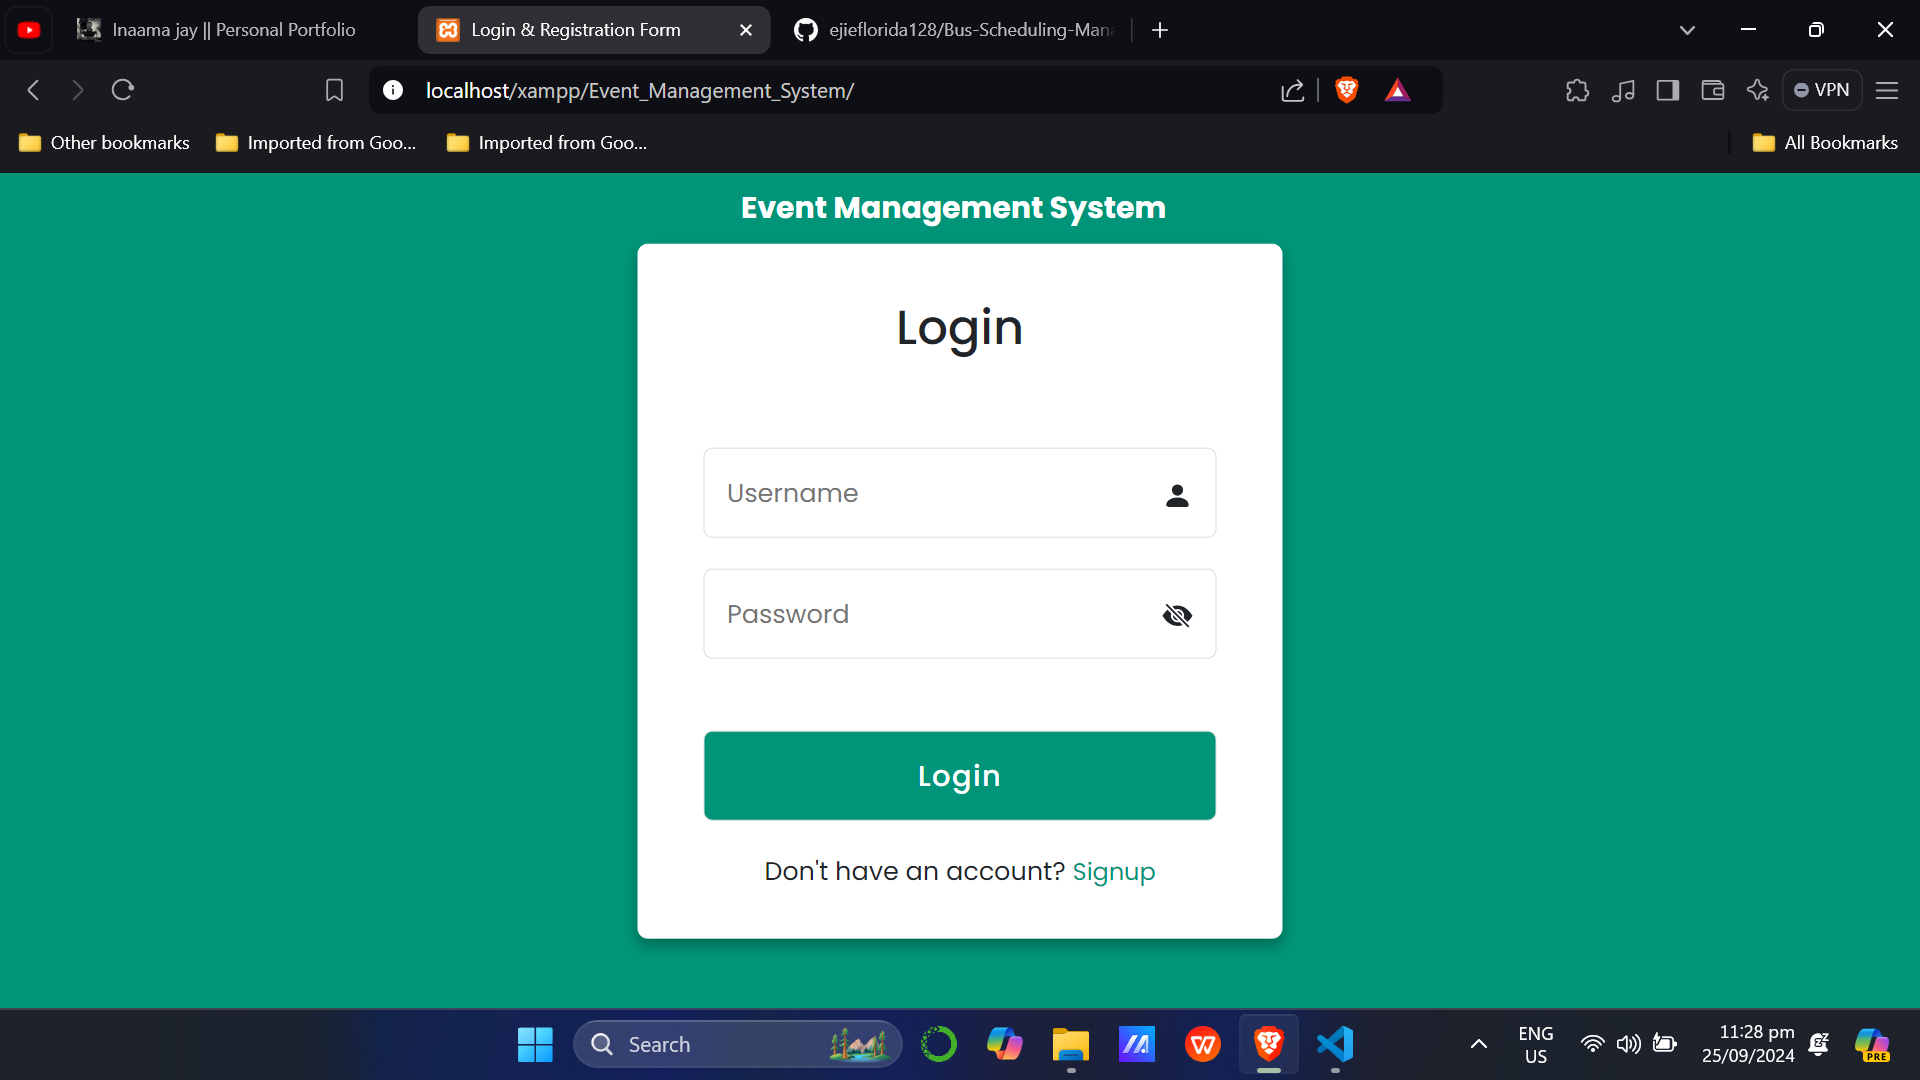 Inaama jay || Personal Portfolio
Login & Registration Form
ejieflorida128/Bus-Scheduling-Mana
localhost/xampp/Event_Management_System/
VPN
Other bookmarks
Imported from Goo...
Imported from Goo...
All Bookmarks
Event Management System
Login
Username
Password
Login
Don't have an account? Signup
Search
ENG
US
11:28 pm
25/09/2024
PRE